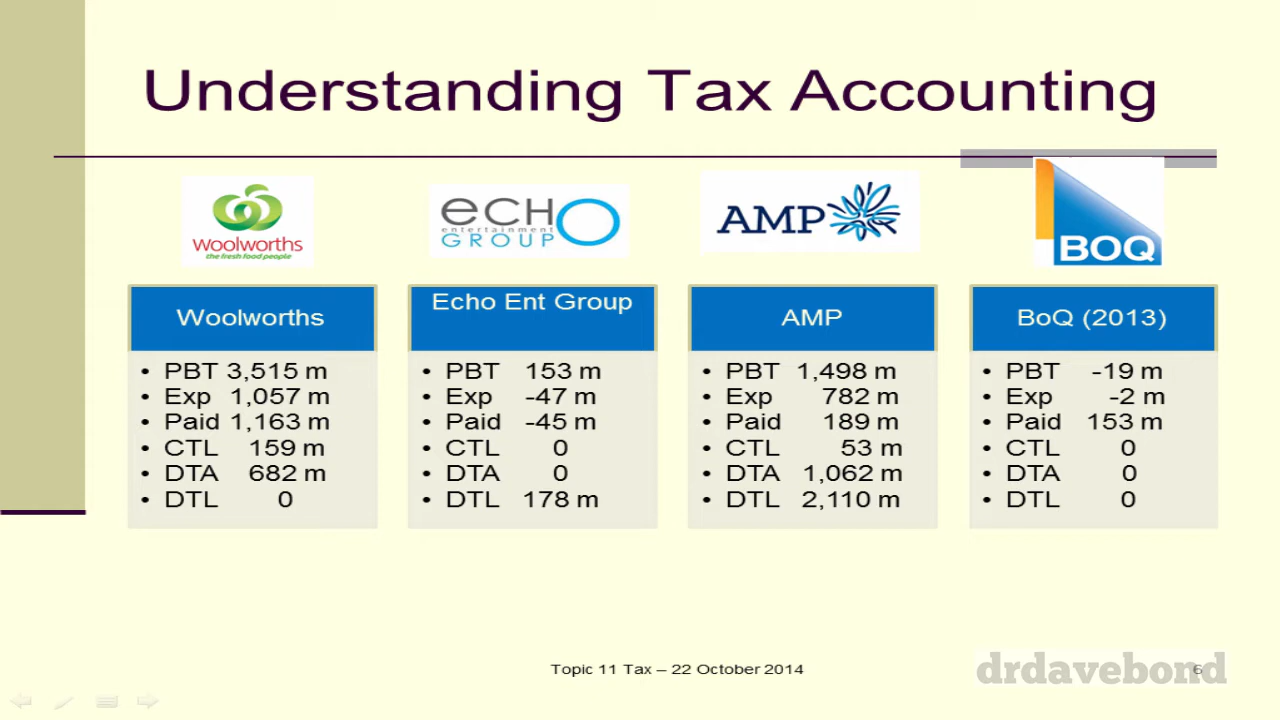 Understanding Tax Accounting
Woolworths
the fresh food people
ecHO
entertainment
GROUP
AMP
BOQ
Woolworths
• PBT 3,515 m
• Exp 1,057 m
• Paid 1,163 m
• CTL 159 m
• DTA 682 m
• DTL 0
Echo Ent Group
• PBT 153 m
• Exp -47 m
• Paid -45 m
• CTL 0
• DTA 0
• DTL 178 m
AMP
• PBT 1,498 m
• Exp 782 m
• Paid 189 m
• CTL 53 m
• DTA 1,062 m
• DTL 2,110 m
BoQ (2013)
• PBT -19 m
• Exp -2 m
• Paid 153 m
• CTL 0
• DTA 0
• DTL 0
Topic 11 Tax – 22 October 2014
drdavebond
6